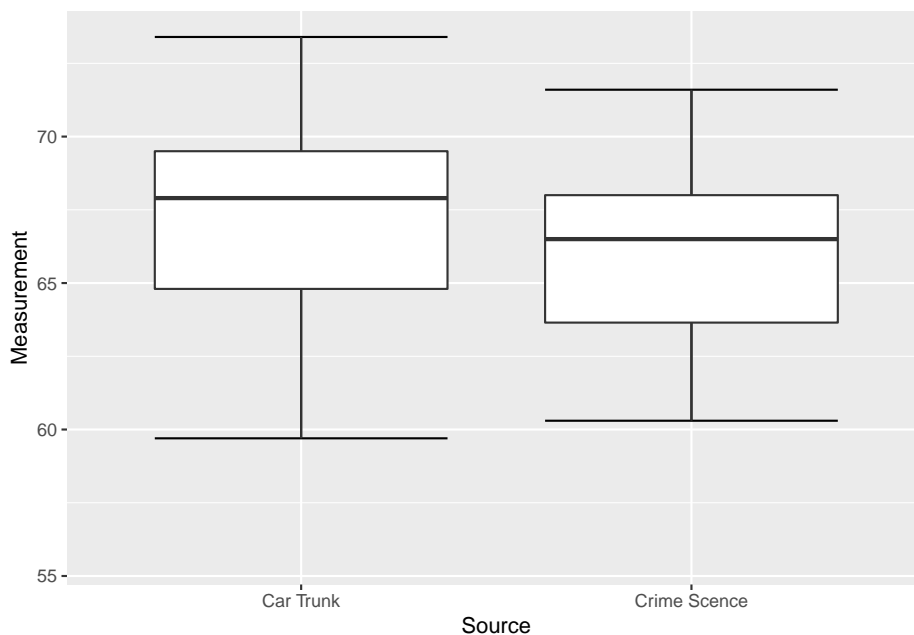 Measurement
70
65
60
55
Car Trunk
Crime Scence
Source